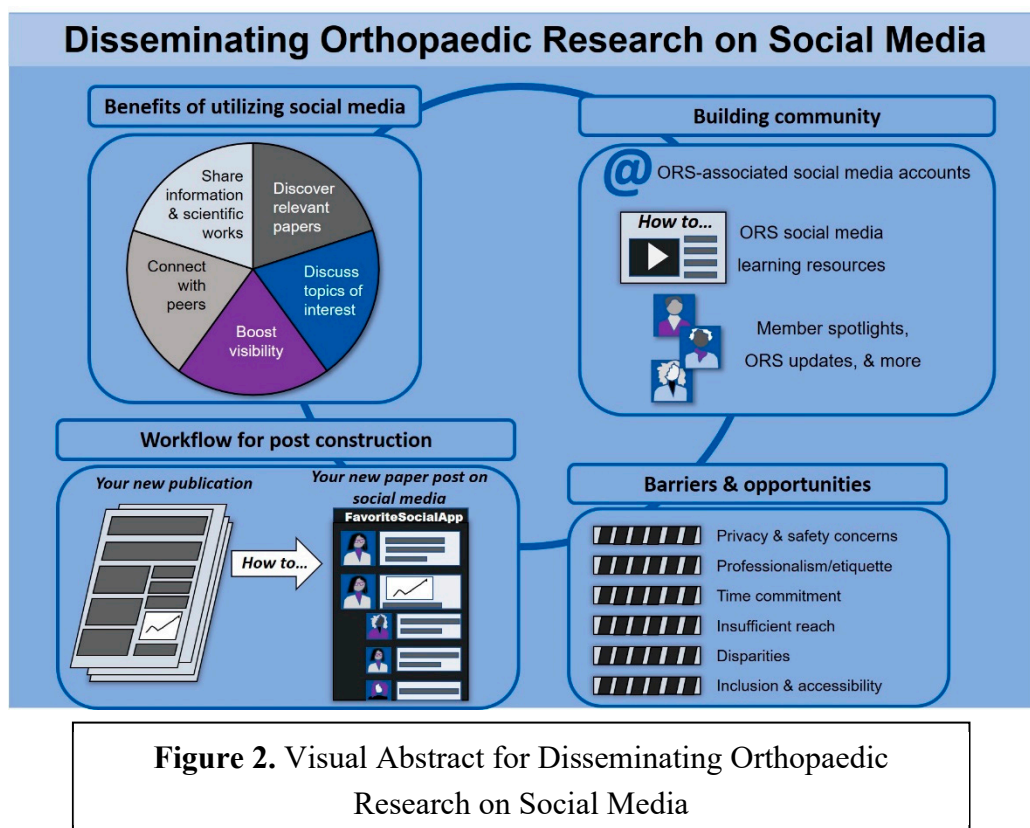 Disseminating Orthopaedic Research on Social Media
Benefits of utilizing social media
Share
information
& scientific
works
Discover
relevant
papers
Connect
with
peers
Discuss
topics of
interest
Boost
visibility
Building community
@ ORS-associated social media accounts
How to...
ORS social media
learning resources
Member spotlights,
ORS updates, & more
Workflow for post construction
Your new publication
Your new paper post on
social media
FavoriteSocialApp
How to...
Barriers & opportunities
Privacy & safety concerns
Professionalism/etiquette
Time commitment
Insufficient reach
Disparities
Inclusion & accessibility
Figure 2. Visual Abstract for Disseminating Orthopaedic
Research on Social Media